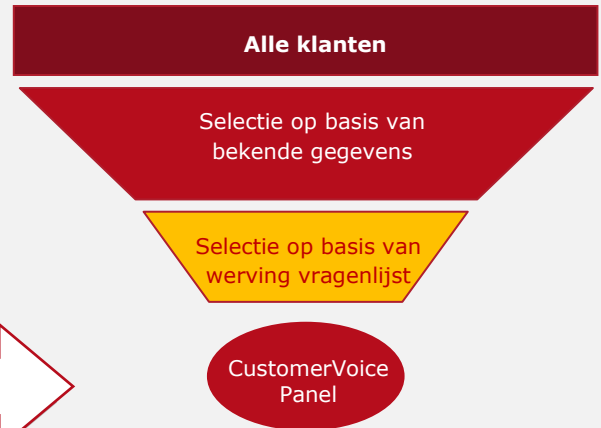 Alle klanten
Selectie op basis van
bekende gegevens
Selectie op basis van
werving vragenlijst
CustomerVoice
Panel